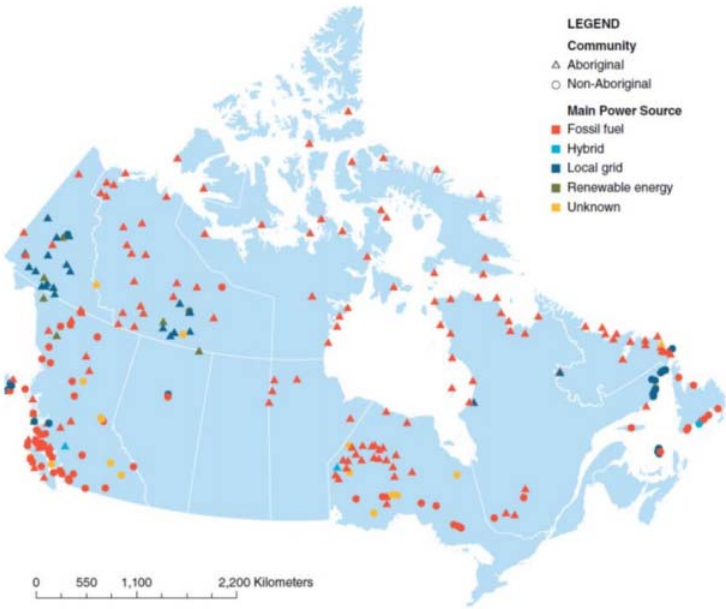 LEGEND
Community
Aboriginal
Non-Aboriginal
Main Power Source
Fossil fuel
Hybrid
Local grid
Renewable energy
Unknown
0 550 1,100 2,200 Kilometers